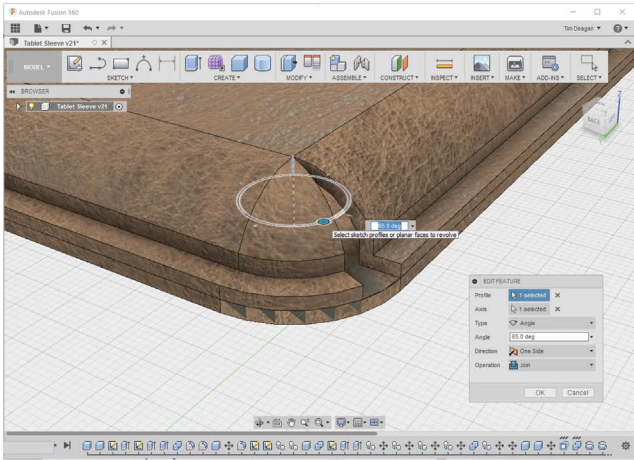 Autodesk Fusion 360
Tim Deagan
Tablet Sleeve v21*
MODEL
SKETCH
CREATE
MODIFY
ASSEMBLE
CONSTRUCT
INSPECT
INSERT
MAKE
ADD-INS
SELECT
BROWSER
Tablet Sleeve v21
BACK
Z
65.0 deg
Select sketch profiles or planar faces to revolve
EDIT FEATURE
Profile 1 selected
Axis 1 selected
Type Angle
Angle 65.0 deg
Direction One Side
Operation Join
OK Cancel